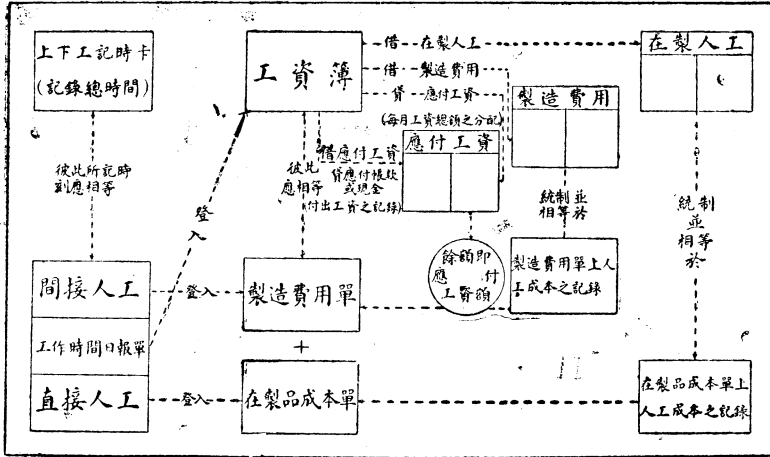 上下工記時卡
(記錄總時間)
工資簿
借 在製人工
借 製造費用
貸 應付工資
(每月工資總額之分配)
在製人工
製造費用
應付工資
彼此所記時
刻應相等
登入
彼此
應相等
借應付工資
貸應付帳款
或現金
付出工資之記錄)
統制並
相等於
統制
並
相等
於
間接人工
工作時間日報單
直接人工
登入
製造費用單
+
登入
在製品成本單
餘額即
應付
工資額
製造費用單上人
工成本之記錄
在製品成本單上
人工成本之記錄